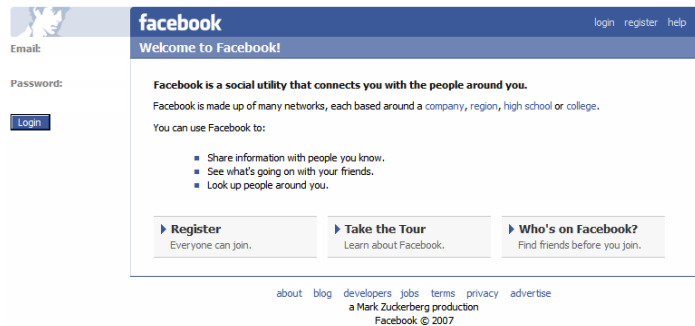 facebook
login register help
Email:
Password:
Login
Welcome to Facebook!
Facebook is a social utility that connects you with the people around you.
Facebook is made up of many networks, each based around a company, region, high school or college.
You can use Facebook to:
Share information with people you know.
See what's going on with your friends.
Look up people around you.
Register
Everyone can join.
Take the Tour
Learn about Facebook.
Who's on Facebook?
Find friends before you join.
about blog developers jobs terms privacy advertise
a Mark Zuckerberg production
Facebook © 2007